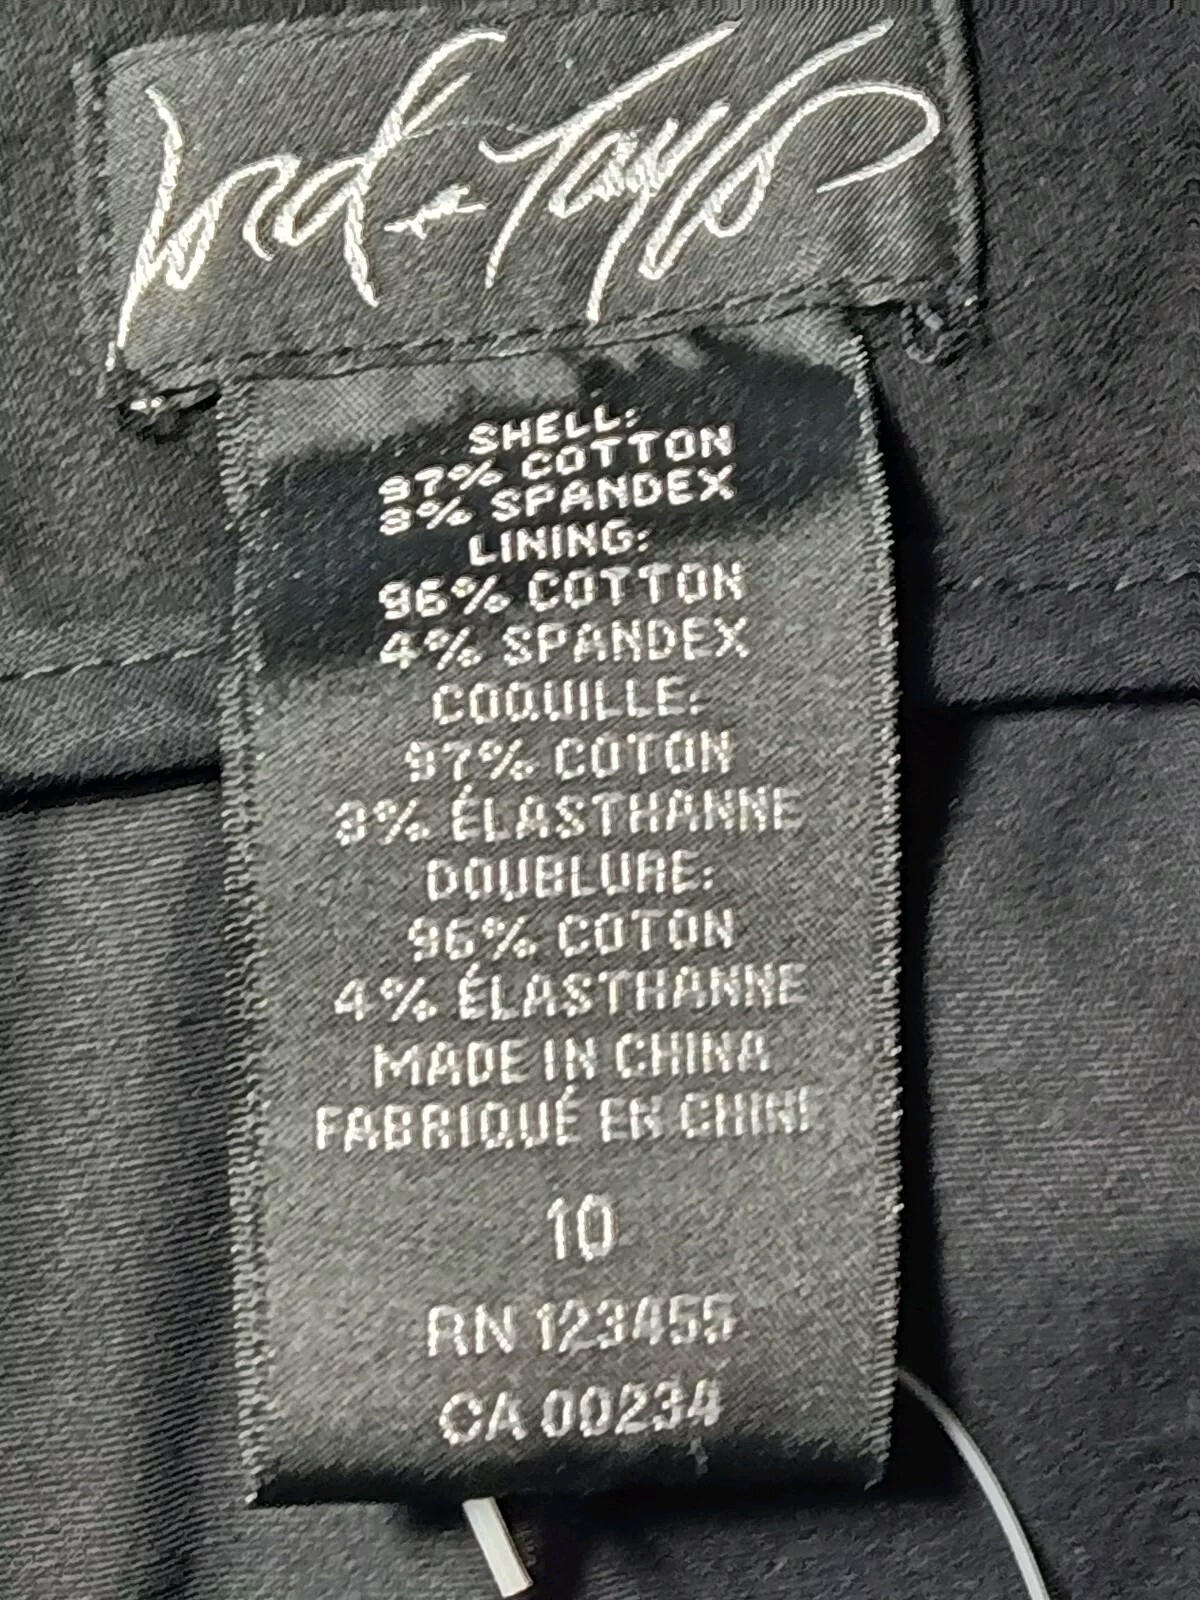 Lord & Taylor
SHELL:
97% COTTON
3% SPANDEX
LINING:
96% COTTON
4% SPANDEX
COQUILLE:
97% COTON
3% ÉLASTHANNE
DOUBLURE:
96% COTON
4% ÉLASTHANNE
MADE IN CHINA
FABRIQUÉ EN CHINE
10
RN 123455
CA 00234